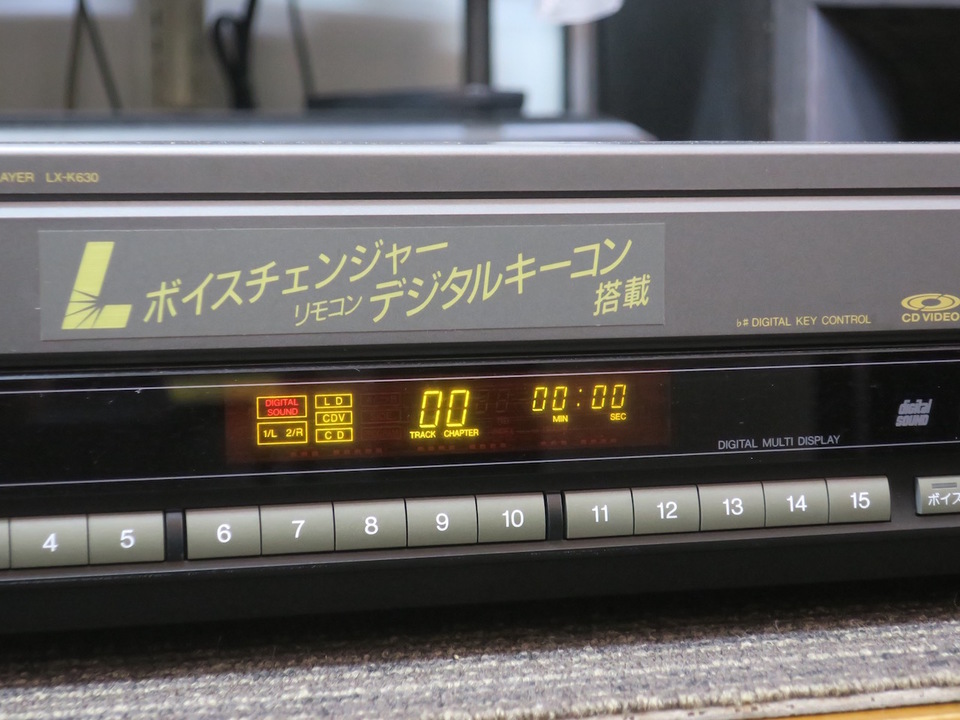 AYER LX-K630
L ボイスチェンジャー
リモコン デジタルキーコン
搭載
♭♯ DIGITAL KEY CONTROL
CD VIDEO
DIGITAL SOUND
1/L 2/R
LD
CDV
CD
00
TRACK CHAPTER
00:00
MIN SEC
digital SOUND
DIGITAL MULTI DISPLAY
4 5 6 7 8 9 10 11 12 13 14 15
ボイス